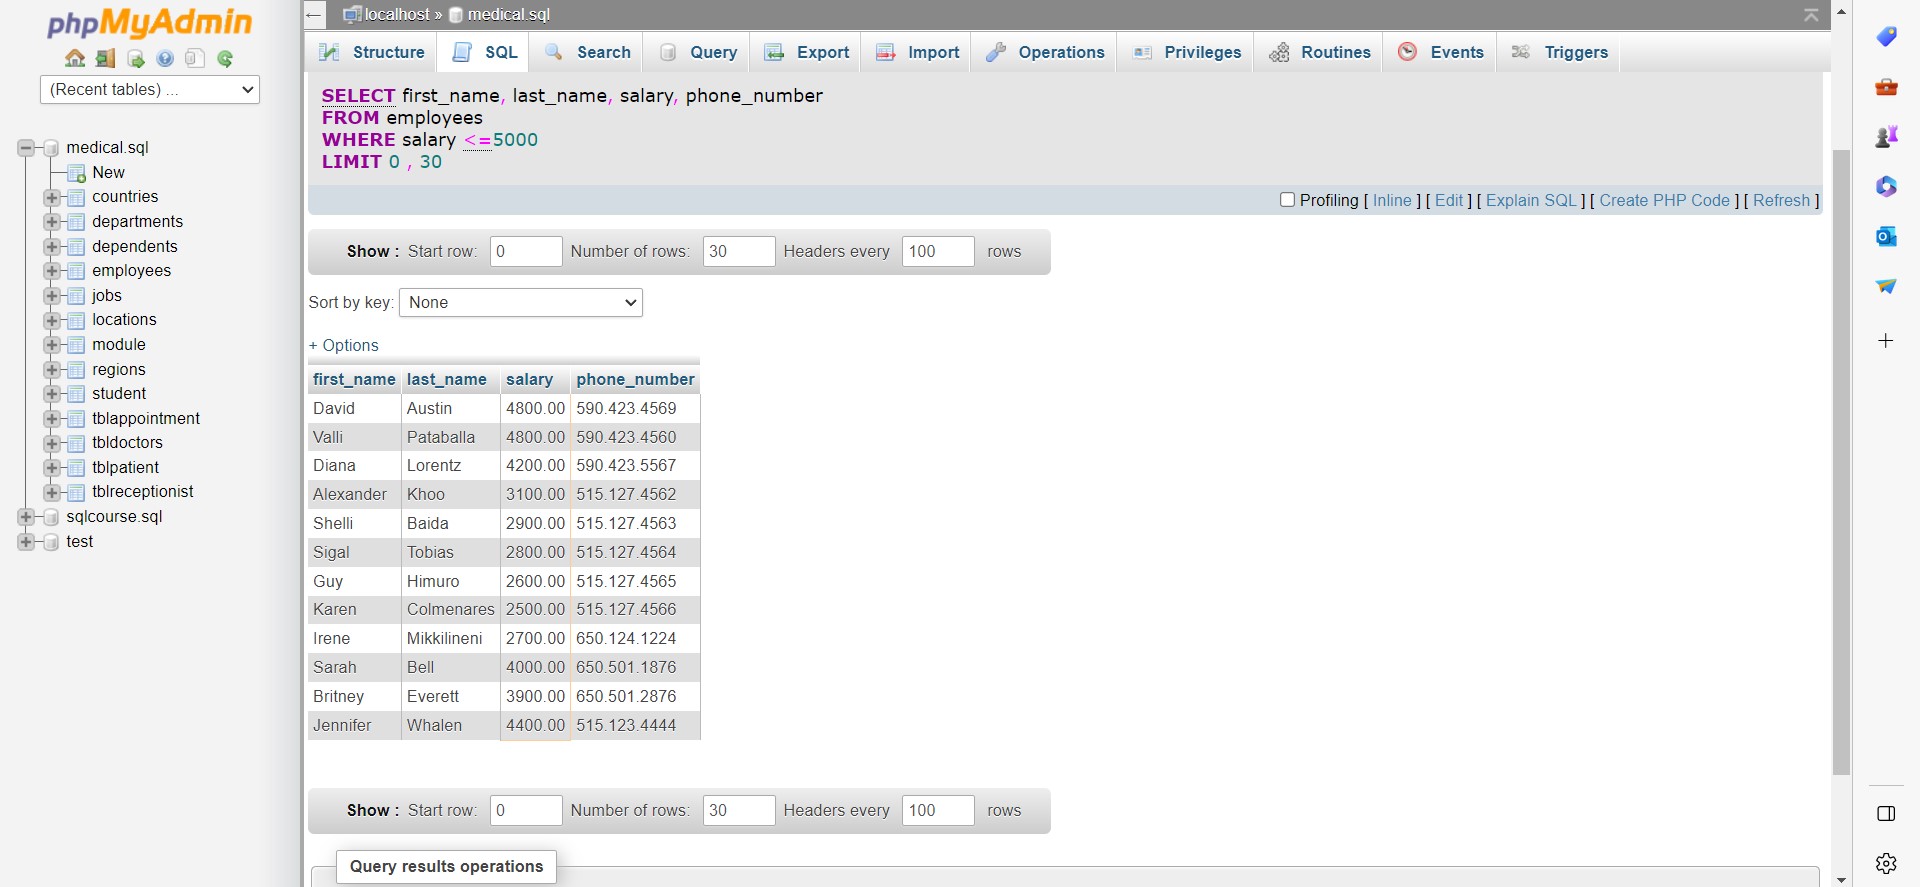 phpMyAdmin
(Recent tables) ...
medical.sql
New
countries
departments
dependents
employees
jobs
locations
module
regions
student
tblappointment
tbldoctors
tblpatient
tblreceptionist
sqlcourse.sql
test
localhost » medical.sql
Structure SQL Search Query Export Import Operations Privileges Routines Events Triggers
SELECT first_name, last_name, salary, phone_number
FROM employees
WHERE salary <=5000
LIMIT 0 , 30
Profiling [ Inline ] [ Edit ] [ Explain SQL ] [ Create PHP Code ] [ Refresh ]
Show : Start row: 0 Number of rows: 30 Headers every 100 rows
Sort by key: None
+ Options
first_name last_name salary phone_number
David Austin 4800.00 590.423.4569
Valli Pataballa 4800.00 590.423.4560
Diana Lorentz 4200.00 590.423.5567
Alexander Khoo 3100.00 515.127.4562
Shelli Baida 2900.00 515.127.4563
Sigal Tobias 2800.00 515.127.4564
Guy Himuro 2600.00 515.127.4565
Karen Colmenares 2500.00 515.127.4566
Irene Mikkilineni 2700.00 650.124.1224
Sarah Bell 4000.00 650.501.1876
Britney Everett 3900.00 650.501.2876
Jennifer Whalen 4400.00 515.123.4444
Show : Start row: 0 Number of rows: 30 Headers every 100 rows
Query results operations